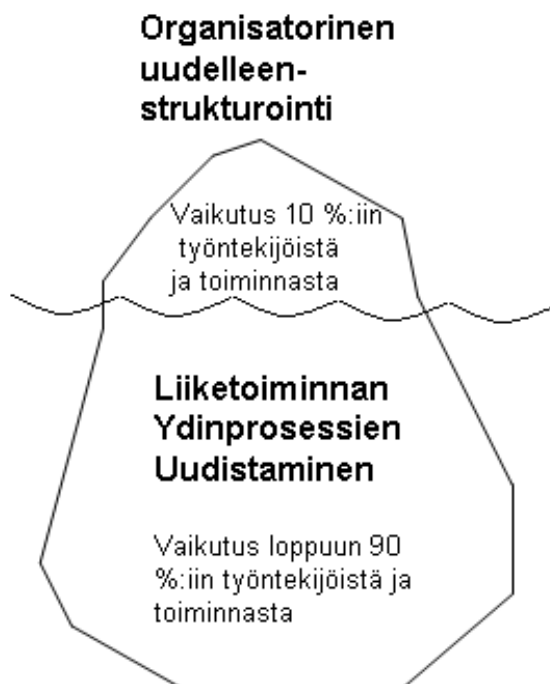 Organisatorinen
uudelleen-
strukturointi
Vaikutus 10 %:iin
työntekijöistä
ja toiminnasta
Liiketoiminnan
Ydinprosessien
Uudistaminen
Vaikutus loppuun 90
%:iin työntekijöistä ja
toiminnasta